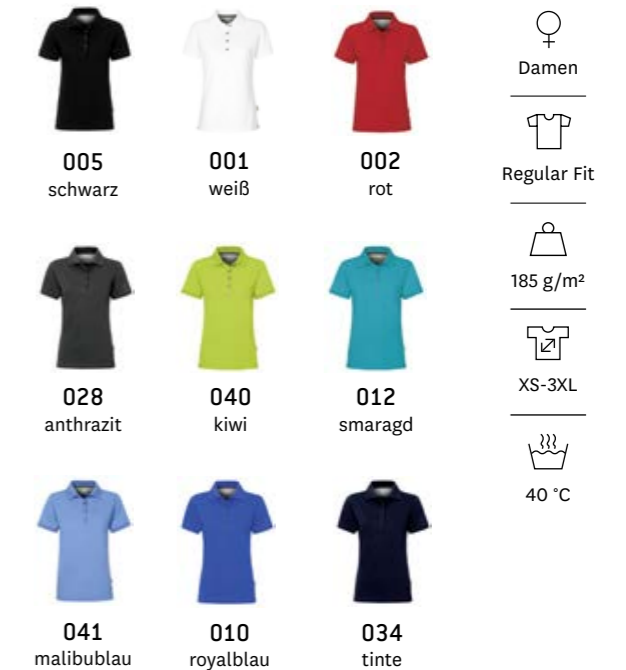 005
schwarz
001
weiß
002
rot
028
anthrazit
040
kiwi
012
smaragd
041
malibublau
010
royalblau
034
tinte
Damen
Regular Fit
185 g/m²
XS-3XL
40 °C